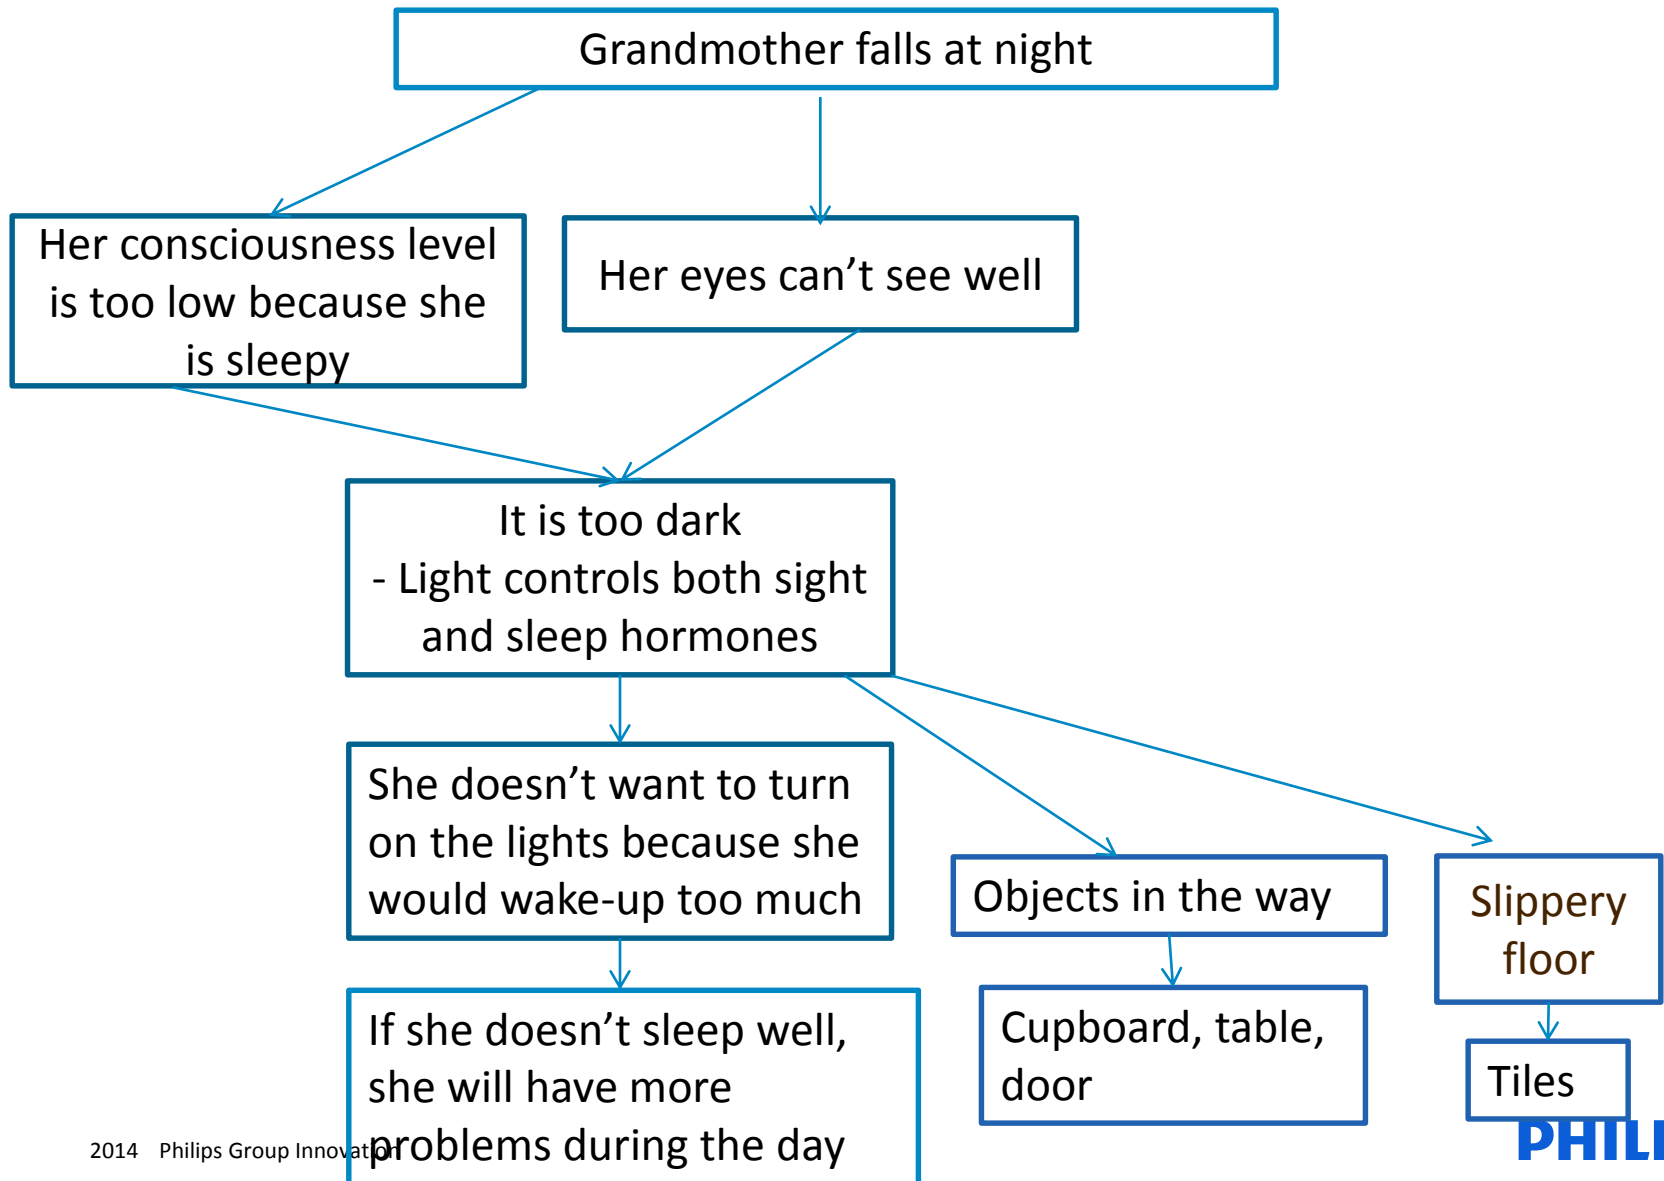 Grandmother falls at night
Her consciousness level
is too low because she
is sleepy
Her eyes can’t see well
It is too dark
- Light controls both sight
and sleep hormones
She doesn’t want to turn
on the lights because she
would wake-up too much
Objects in the way
Slippery
floor
If she doesn’t sleep well,
she will have more
problems during the day
Cupboard, table,
door
Tiles
2014 Philips Group Innovation
PHILI